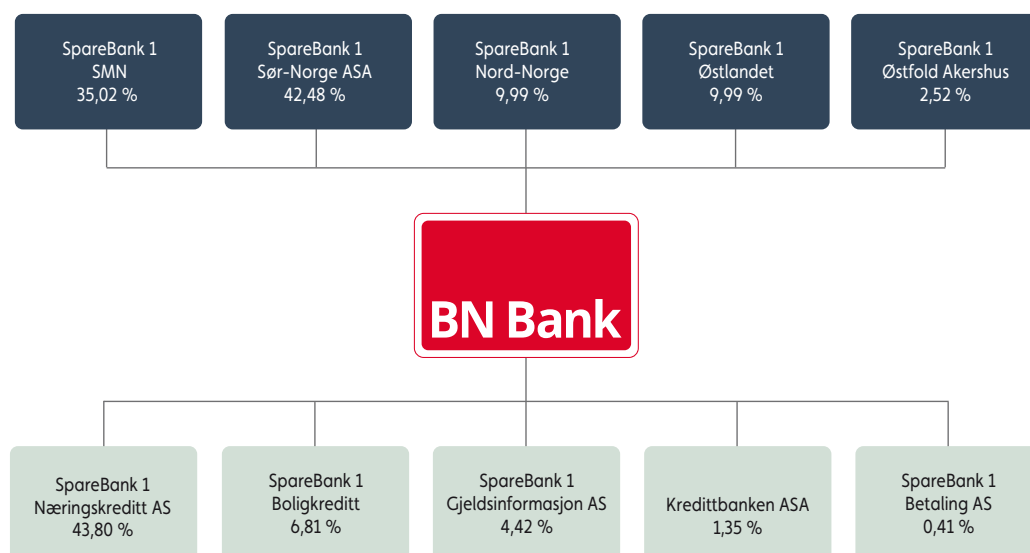 SpareBank 1
SMN
35,02 %
SpareBank 1
Sør-Norge ASA
42,48 %
SpareBank 1
Nord-Norge
9,99 %
SpareBank 1
Østlandet
9,99 %
SpareBank 1
Østfold Akershus
2,52 %
BN Bank
SpareBank 1
Næringskreditt AS
43,80 %
SpareBank 1
Boligkreditt
6,81 %
SpareBank 1
Gjeldsinformasjon AS
4,42 %
Kredittbanken ASA
1,35 %
SpareBank 1
Betaling AS
0,41 %